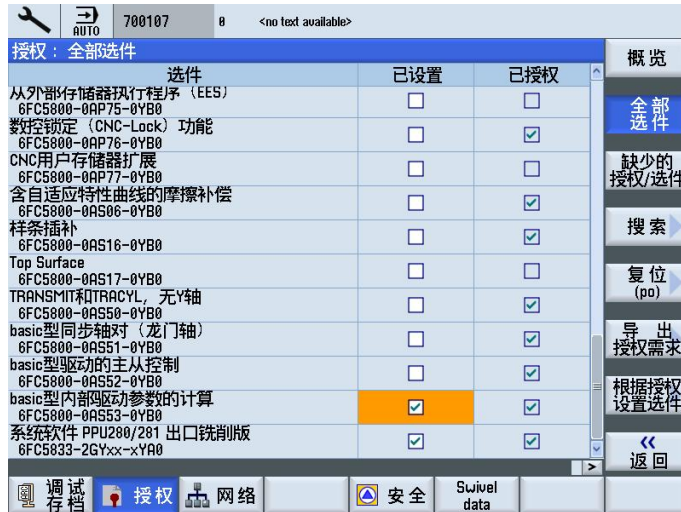 AUTO
700107 0 <no text available>
授权：全部选件
选件 已设置 已授权
从外部存储器执行程序（EES）
6FC5800-0AP75-0YB0
数控锁定（CNC-Lock）功能
6FC5800-0AP76-0YB0
CNC用户存储器扩展
6FC5800-0AP77-0YB0
含自适应特性曲线的摩擦补偿
6FC5800-0AS06-0YB0
样条插补
6FC5800-0AS16-0YB0
Top Surface
6FC5800-0AS17-0YB0
TRANSMIT和TRACYL，无Y轴
6FC5800-0AS50-0YB0
basic型同步轴对（龙门轴）
6FC5800-0AS51-0YB0
basic型驱动的主从控制
6FC5800-0AS52-0YB0
basic型内部驱动参数的计算
6FC5800-0AS53-0YB0
系统软件 PPU280/281 出口铣削版
6FC5833-2GYxx-xYA0
概览
全部
选件
缺少的
授权/选件
搜索
复位
(po)
导 出
授权需求
根据授权
设置选件
«
返回
调试
存档
授权
网络
安全
Swivel
data